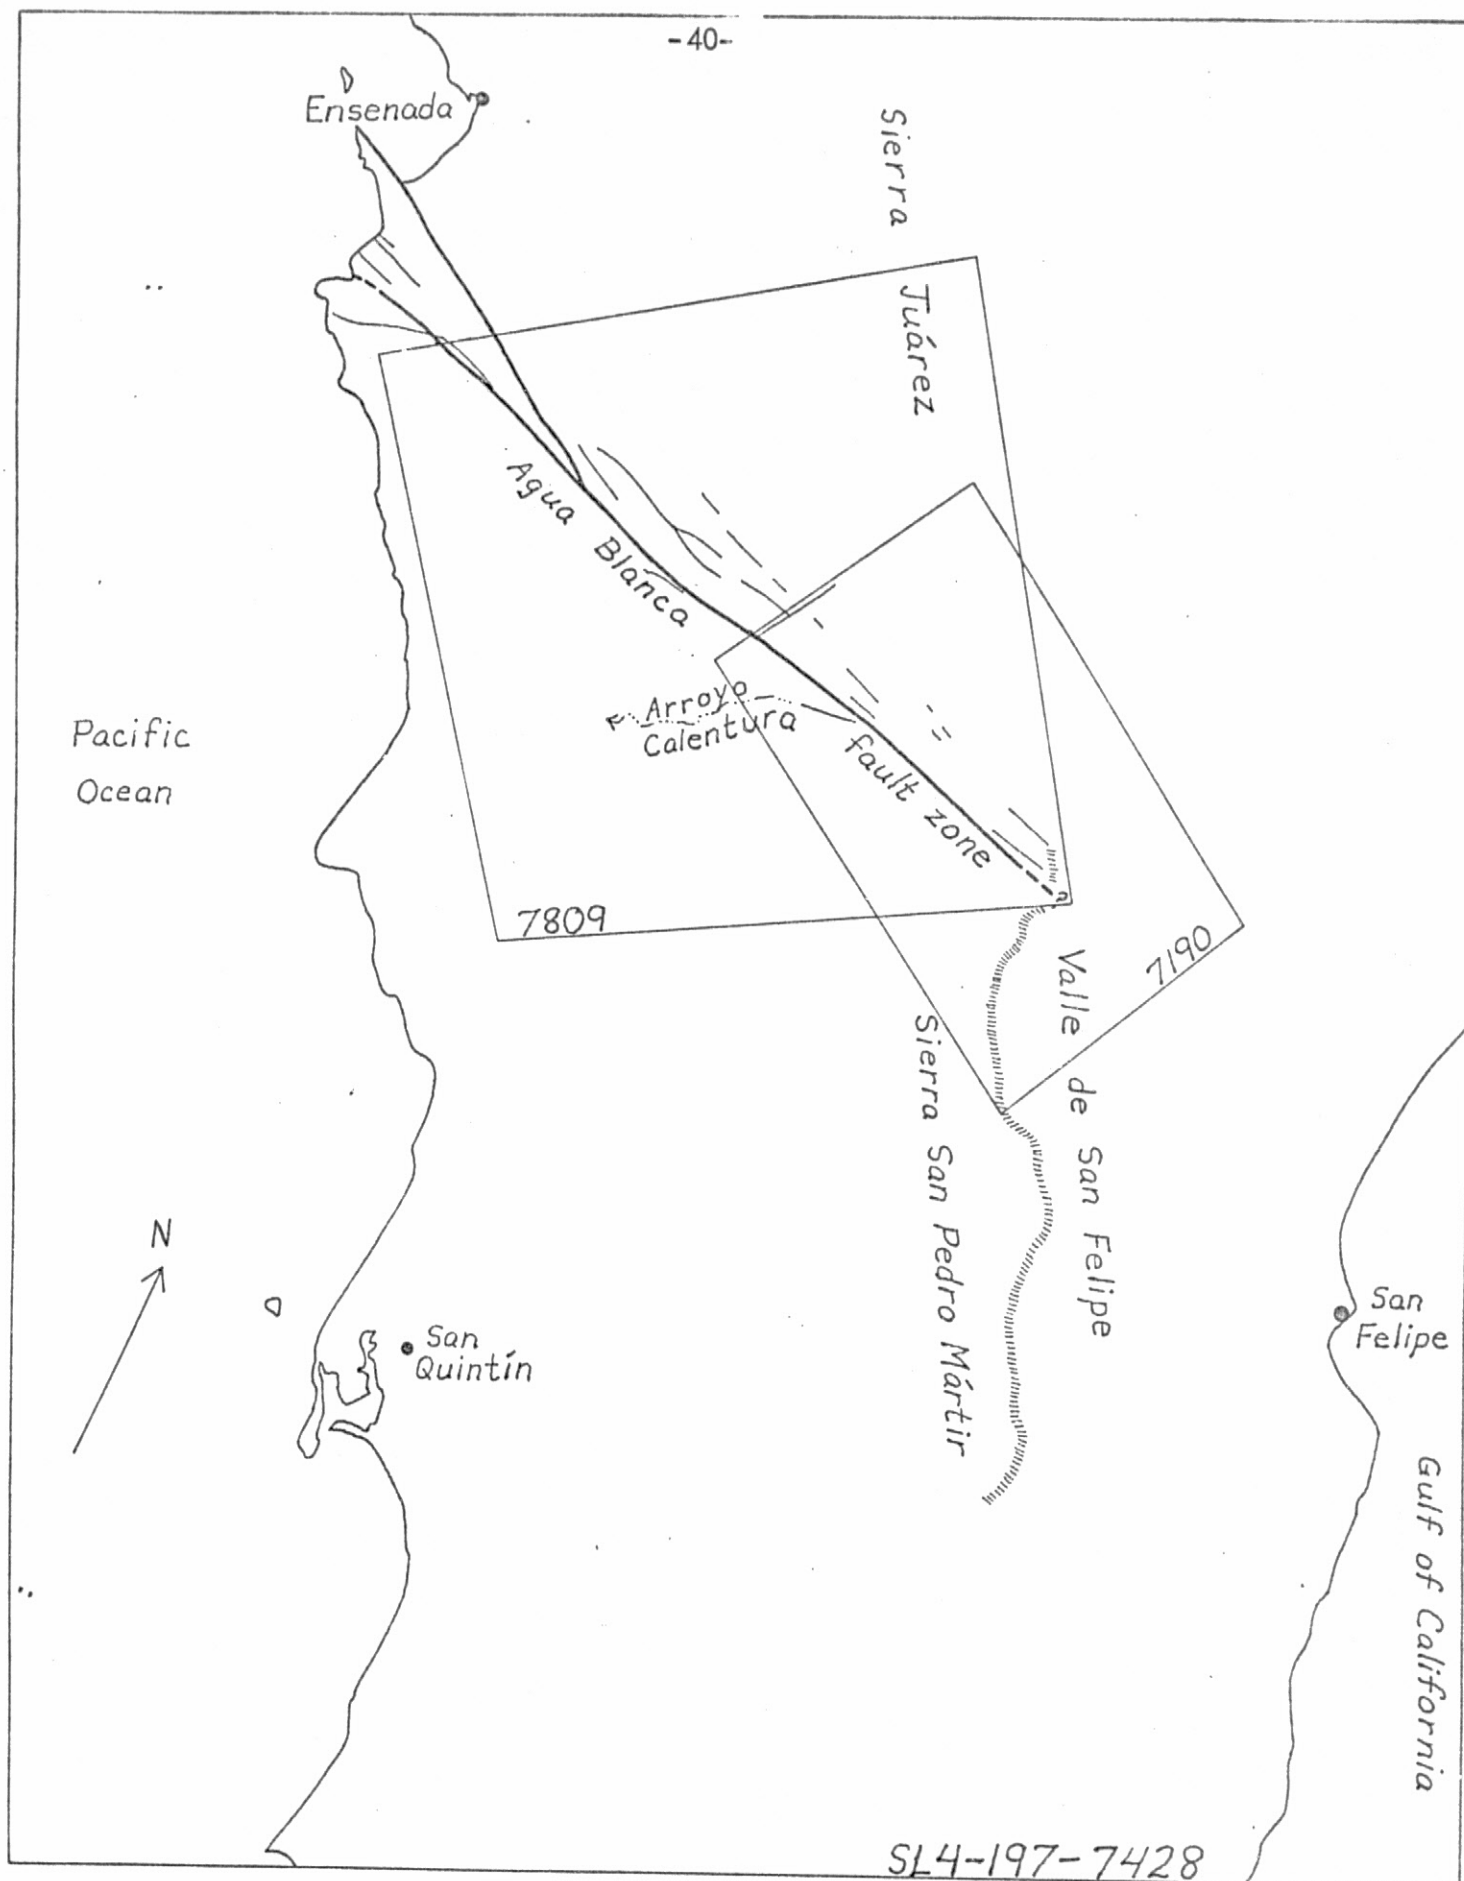 -40-
Ensenada
Sierra
Juárez
Agua Blánca
fault zone
Arroyo
Calentura
Pacific
Ocean
7809
7190
?
Valle de San Felipe
Sierra San Pedro Mártir
N
San
Quintín
San
Felipe
Gulf of California
SL4-197-7428